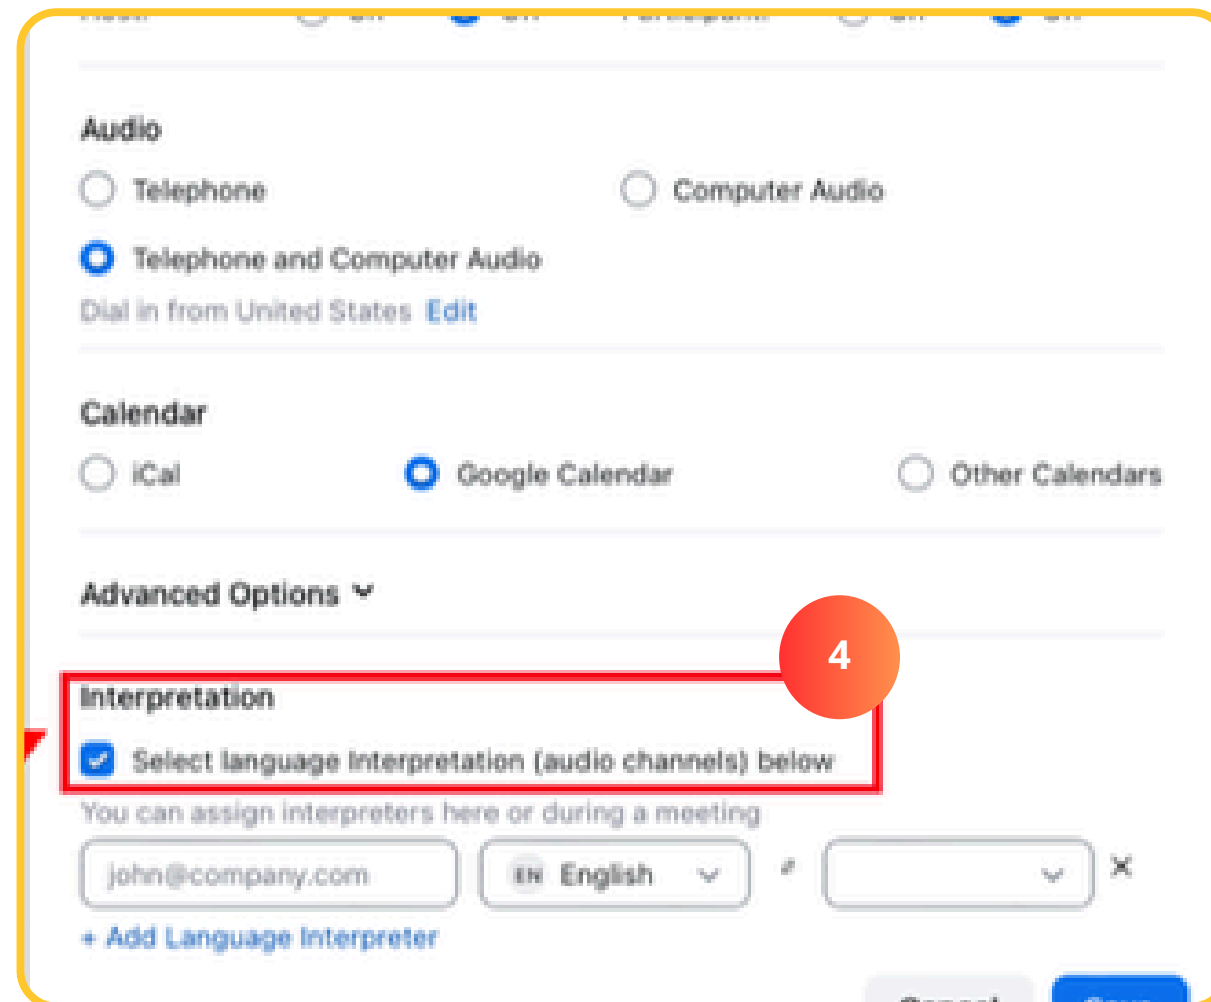 Audio
Telephone
Computer Audio
Telephone and Computer Audio
Dial in from United States Edit
Calendar
iCal
Google Calendar
Other Calendars
Advanced Options
4
Interpretation
Select language Interpretation (audio channels) below
You can assign interpreters here or during a meeting
john@company.com
EN English
+ Add Language Interpreter